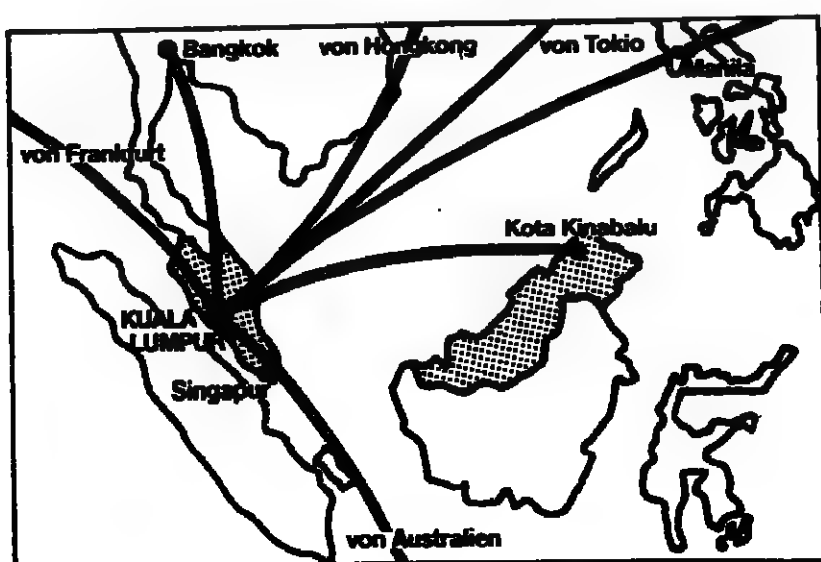 Bangkok
von Hongkong
von Tokio
Manila
von Frankfurt
Kota Kinabalu
KUALA
LUMPUR
Singapur
von Australien